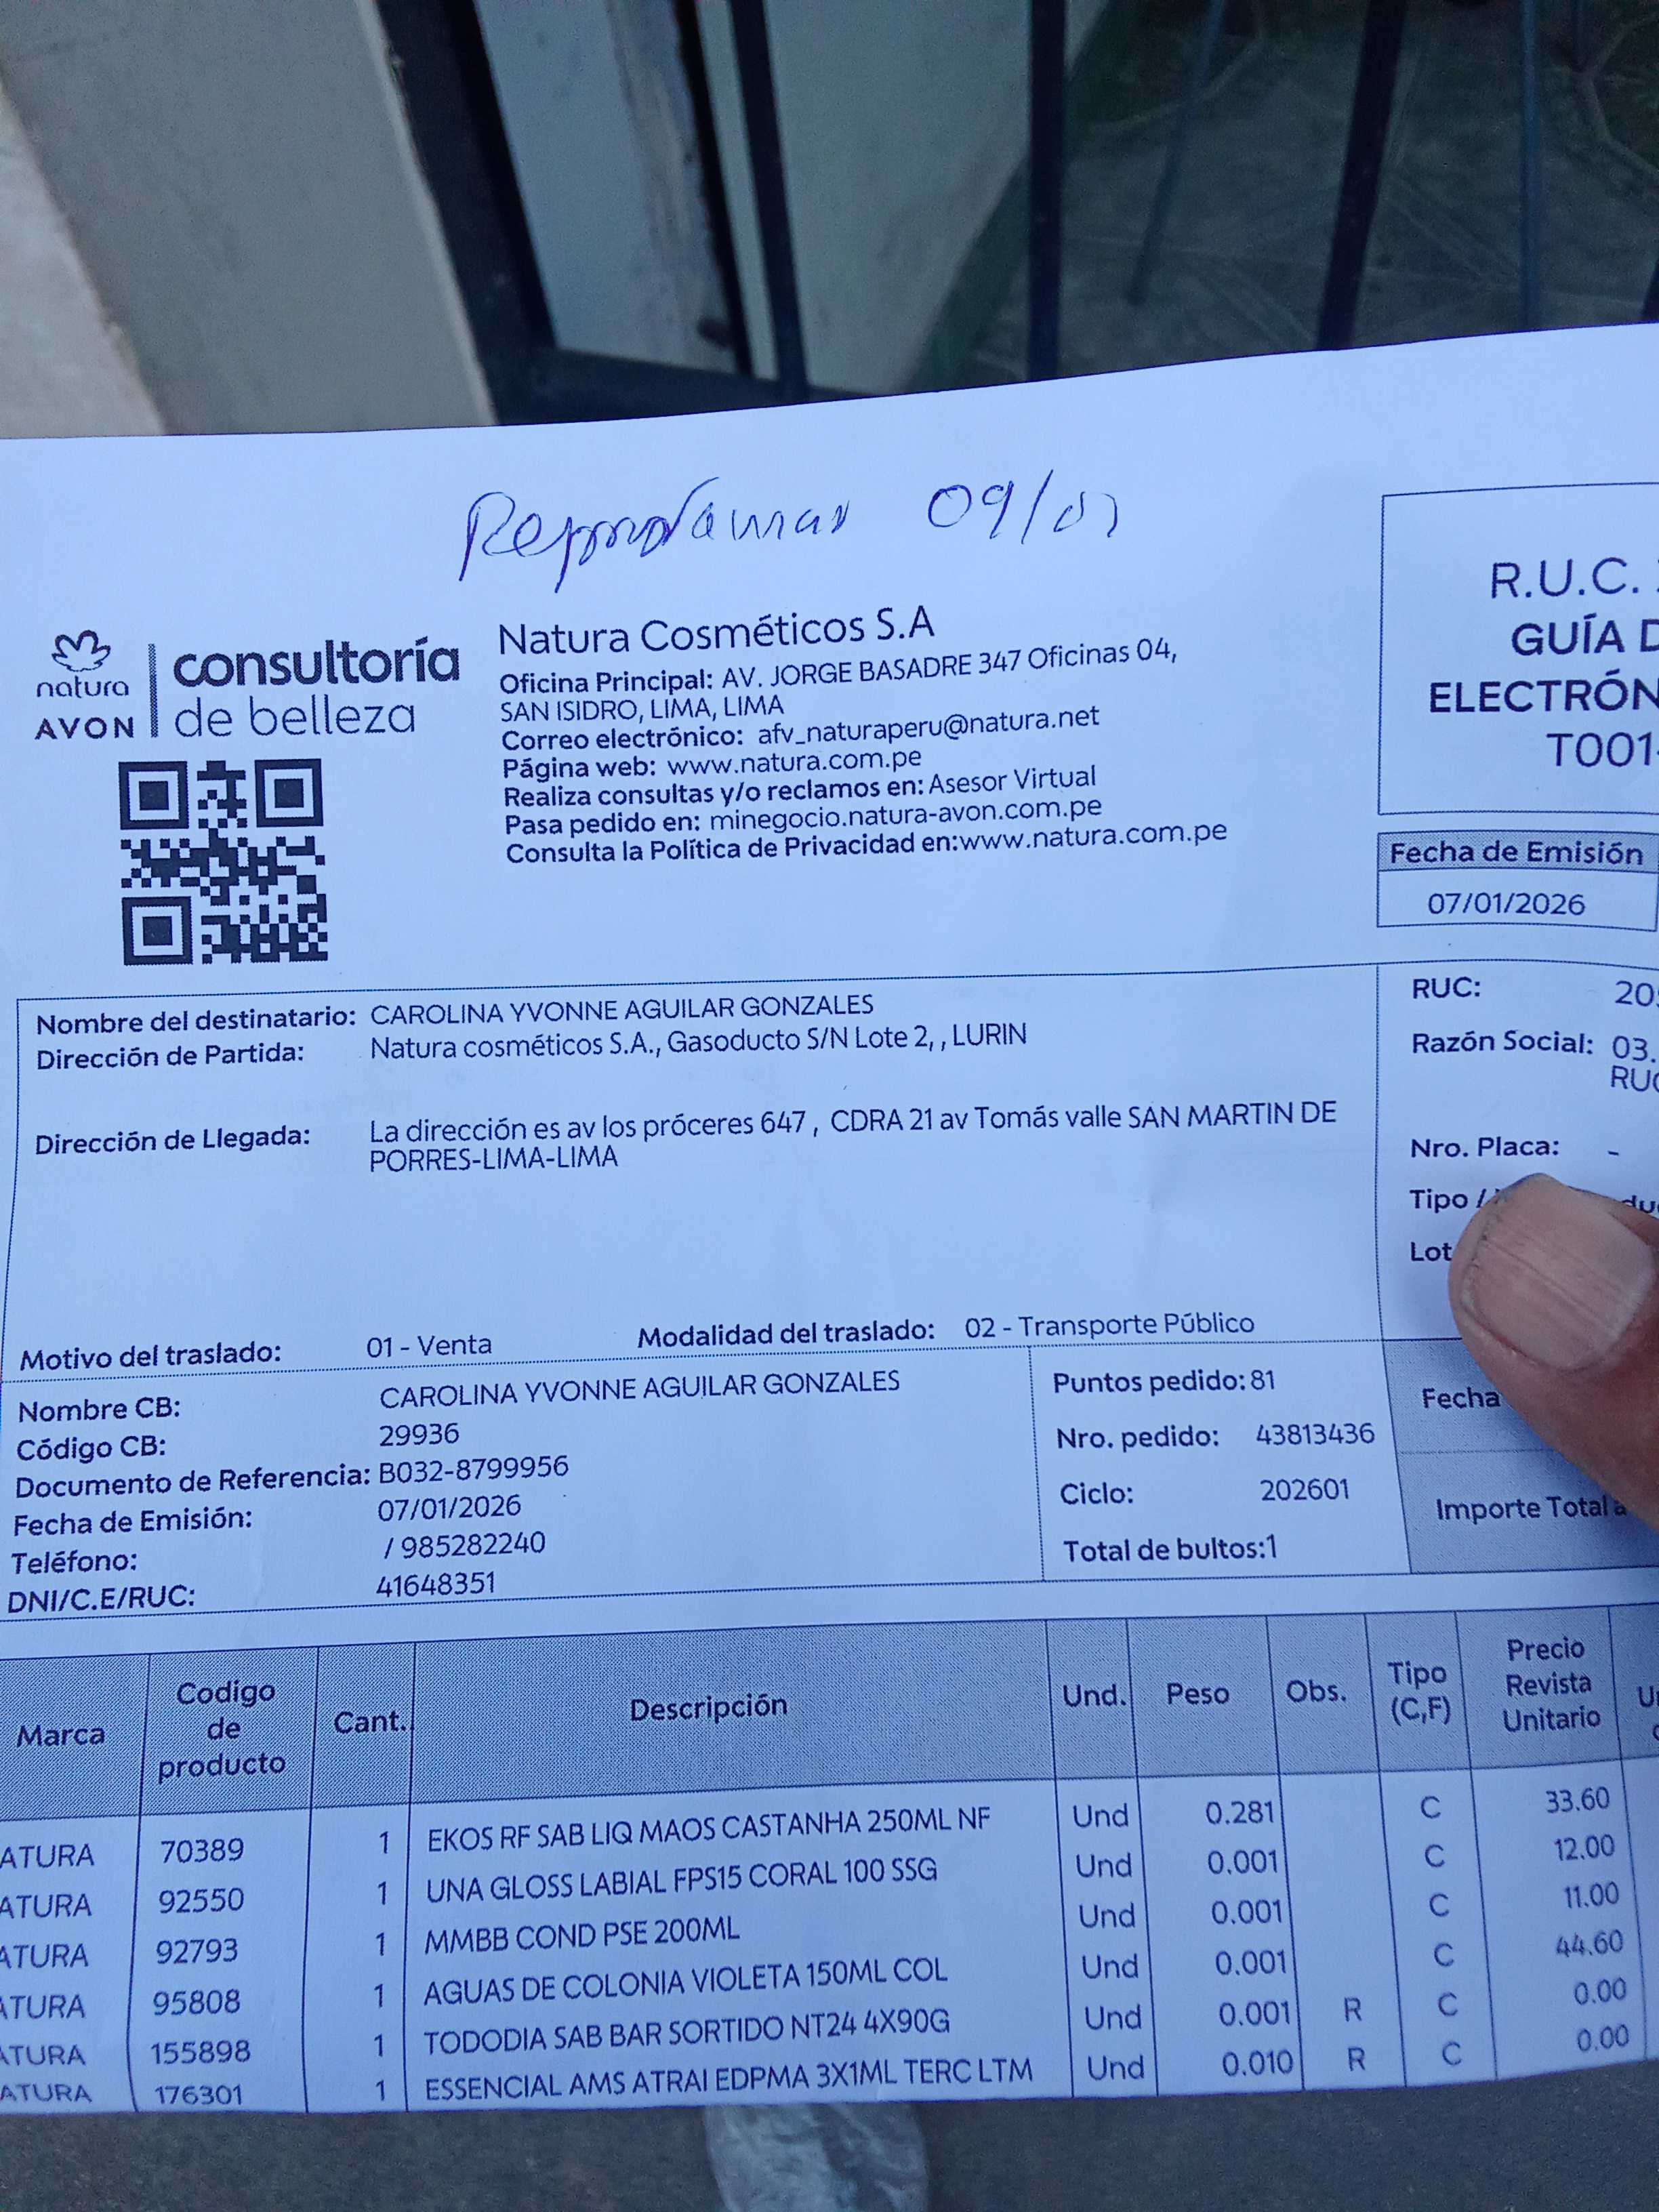 Reprogramar 09/01
natura
AVON
consultoría
de belleza
Natura Cosméticos S.A
Oficina Principal: AV. JORGE BASADRE 347 Oficinas 04,
SAN ISIDRO, LIMA, LIMA
Correo electrónico: afv_naturaperu@natura.net
Página web: www.natura.com.pe
Realiza consultas y/o reclamos en: Asesor Virtual
Pasa pedido en: minegocio.natura-avon.com.pe
Consulta la Política de Privacidad en:www.natura.com.pe
R.U.C.
GUÍA D
ELECTRÓN
T001-
Fecha de Emisión
07/01/2026
Nombre del destinatario: CAROLINA YVONNE AGUILAR GONZALES
Dirección de Partida: Natura cosméticos S.A., Gasoducto S/N Lote 2, , LURIN
Dirección de Llegada: La dirección es av los próceres 647 , CDRA 21 av Tomás valle SAN MARTIN DE
PORRES-LIMA-LIMA
Motivo del traslado: 01 - Venta Modalidad del traslado: 02 - Transporte Público
RUC: 20
Razón Social: 03.
RUC
Nro. Placa: -
Tipo /
Lot
Nombre CB: CAROLINA YVONNE AGUILAR GONZALES
Código CB: 29936
Documento de Referencia: B032-8799956
Fecha de Emisión: 07/01/2026
Teléfono: / 985282240
DNI/C.E/RUC: 41648351
Puntos pedido: 81
Nro. pedido: 43813436
Ciclo: 202601
Total de bultos:1
Fecha
Importe Total a
Marca Codigo de producto Cant. Descripción Und. Peso Obs. Tipo (C,F) Precio Revista Unitario
ATURA 70389 1 EKOS RF SAB LIQ MAOS CASTANHA 250ML NF Und 0.281 C 33.60
ATURA 92550 1 UNA GLOSS LABIAL FPS15 CORAL 100 SSG Und 0.001 C 12.00
ATURA 92793 1 MMBB COND PSE 200ML Und 0.001 C 11.00
ATURA 95808 1 AGUAS DE COLONIA VIOLETA 150ML COL Und 0.001 C 44.60
ATURA 155898 1 TODODIA SAB BAR SORTIDO NT24 4X90G Und 0.001 R C 0.00
ATURA 176301 1 ESSENCIAL AMS ATRAI EDPMA 3X1ML TERC LTM Und 0.010 R C 0.00